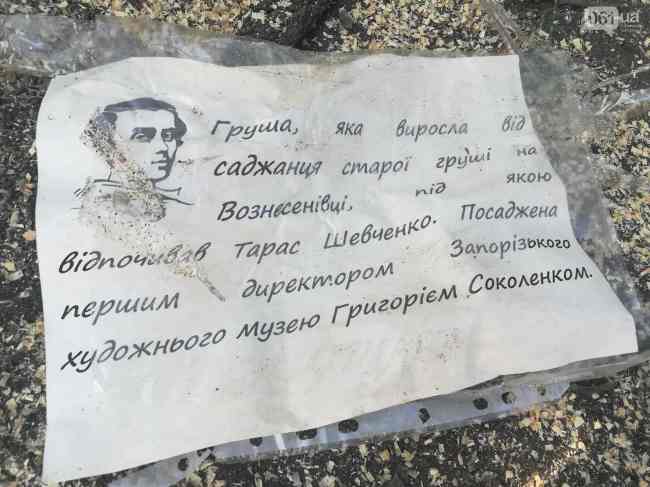 061.ua
Груша, яка виросла від
саджанця старої груші на
Вознесенівці, під якою
відпочивав Тарас Шевченко. Посаджена
першим директором Запорізького
художнього музею Григорієм Соколенком.